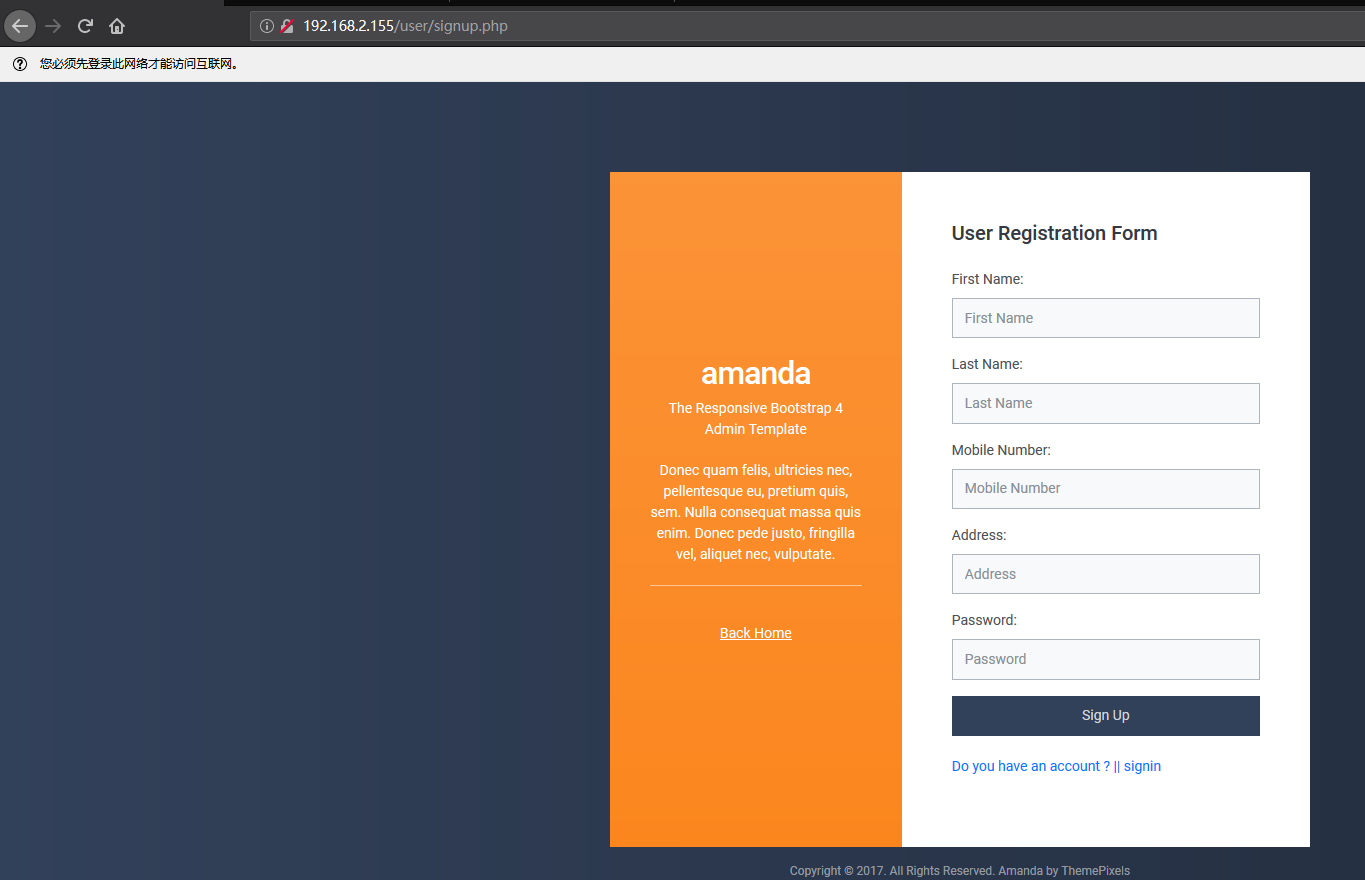 192.168.2.155/user/signup.php
您必须先登录此网络才能访问互联网。
amanda
The Responsive Bootstrap 4
Admin Template
Donec quam felis, ultricies nec,
pellentesque eu, pretium quis,
sem. Nulla consequat massa quis
enim. Donec pede justo, fringilla
vel, aliquet nec, vulputate.
Back Home
User Registration Form
First Name:
First Name
Last Name:
Last Name
Mobile Number:
Mobile Number
Address:
Address
Password:
Password
Sign Up
Do you have an account ? || signin
Copyright © 2017. All Rights Reserved. Amanda by ThemePixels